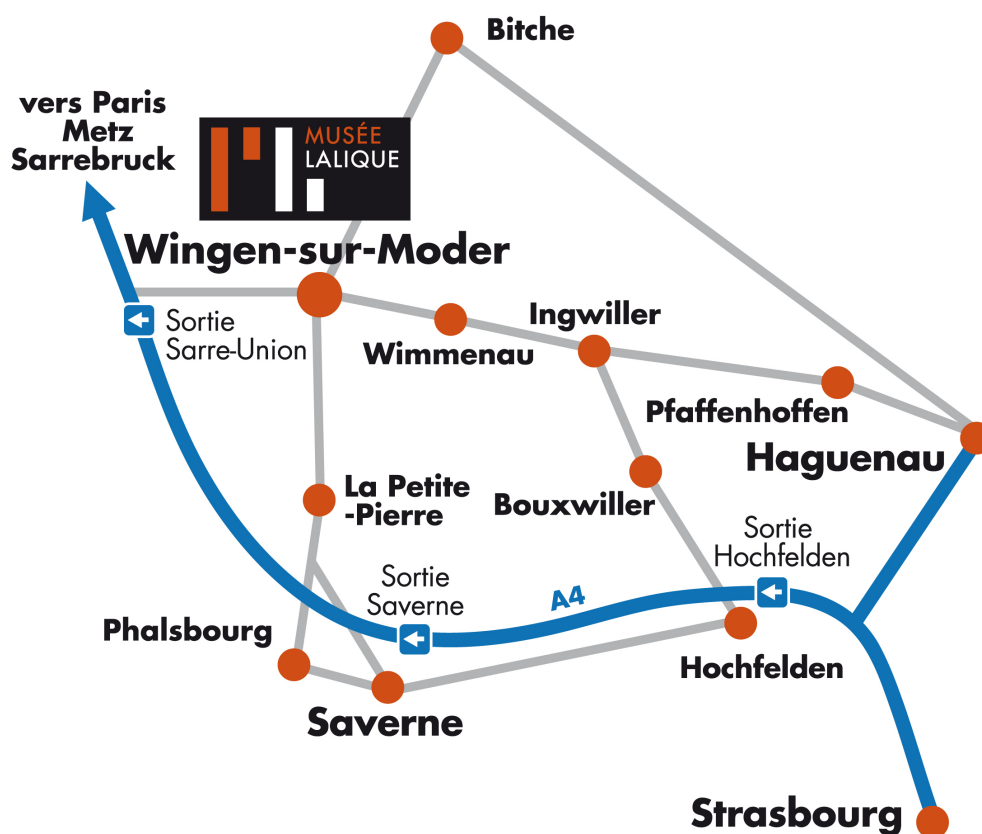 Bitche
vers Paris
Metz
Sarrebruck
MUSÉE
LALIQUE
Wingen-sur-Moder
Sortie
Sarre-Union
Ingwiller
Wimmenau
Pfaffenhoffen
Haguenau
La Petite
-Pierre
Bouxwiller
Sortie
Hochfelden
Sortie
Saverne
A4
Phalsbourg
Hochfelden
Saverne
Strasbourg